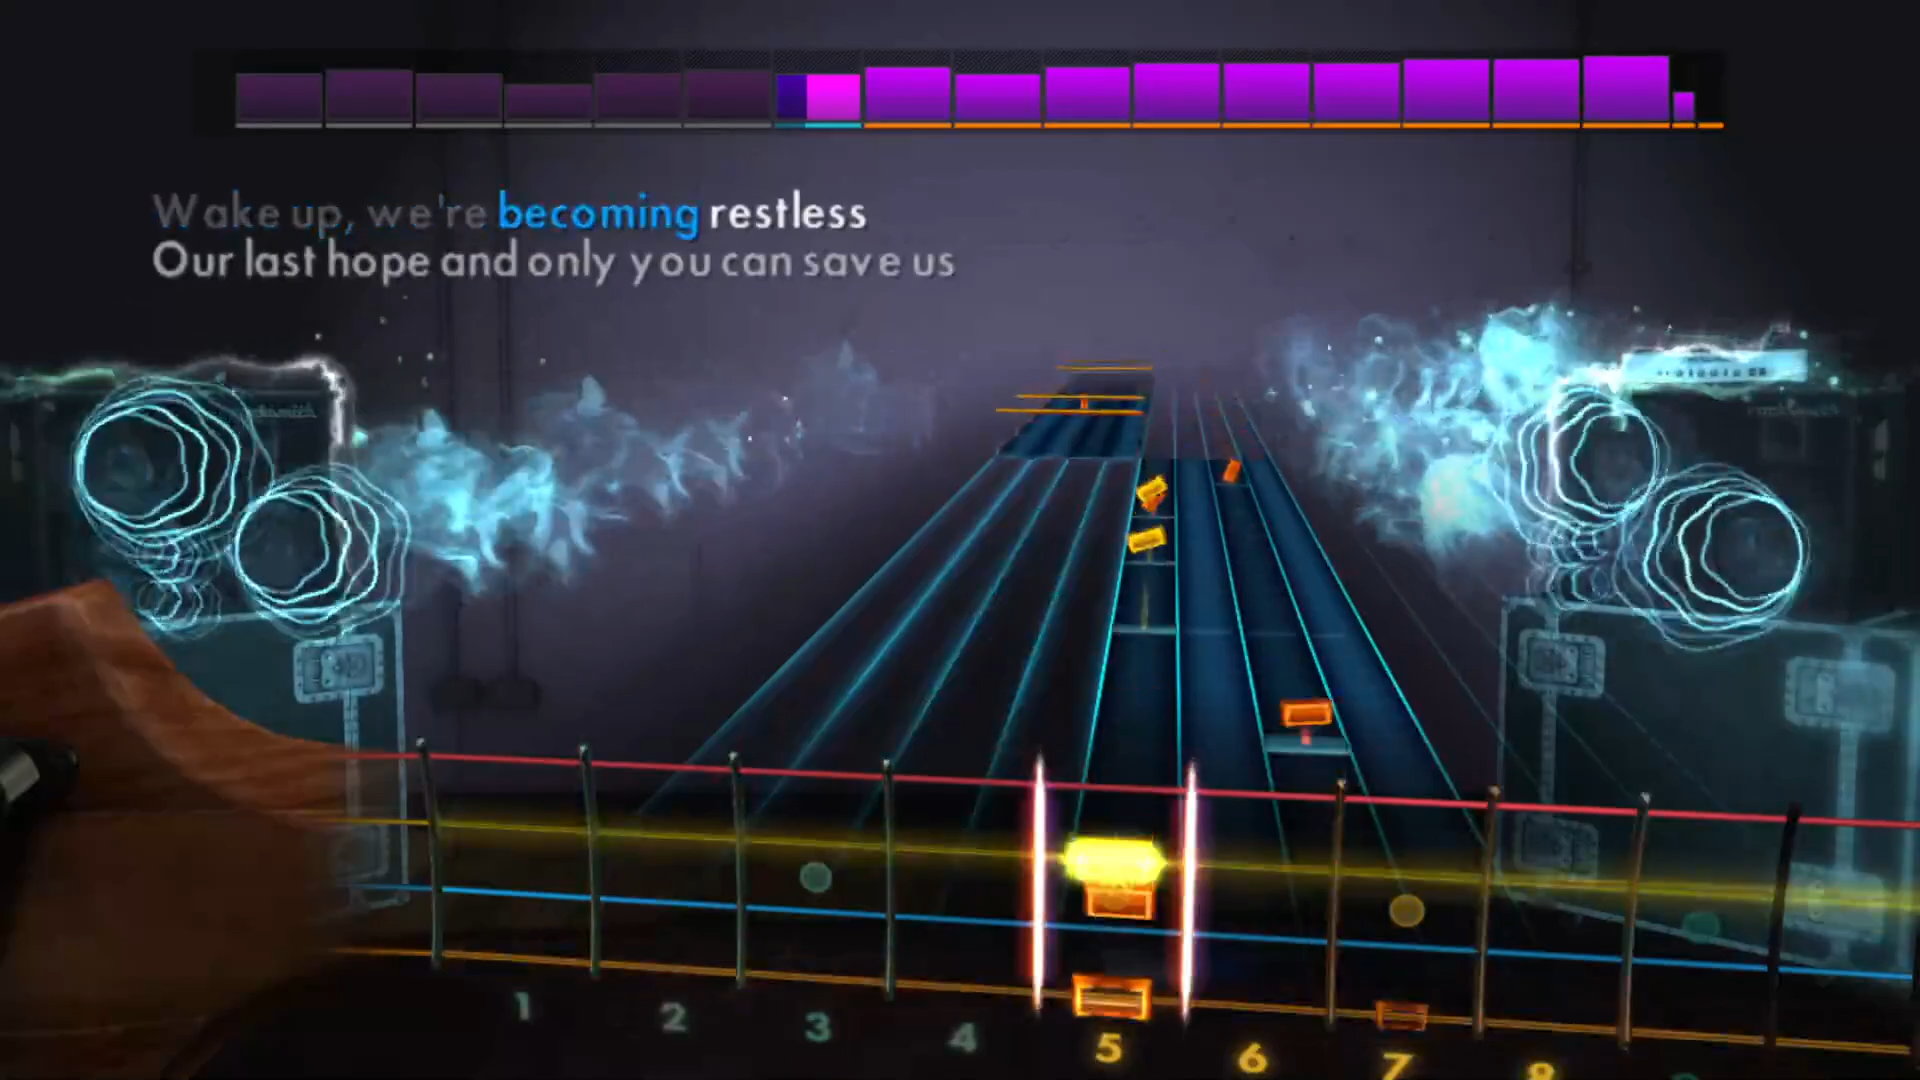 Wake up, we're becoming restless
Our last hope and only you can save us
1 2 3 4 5 6 7 8